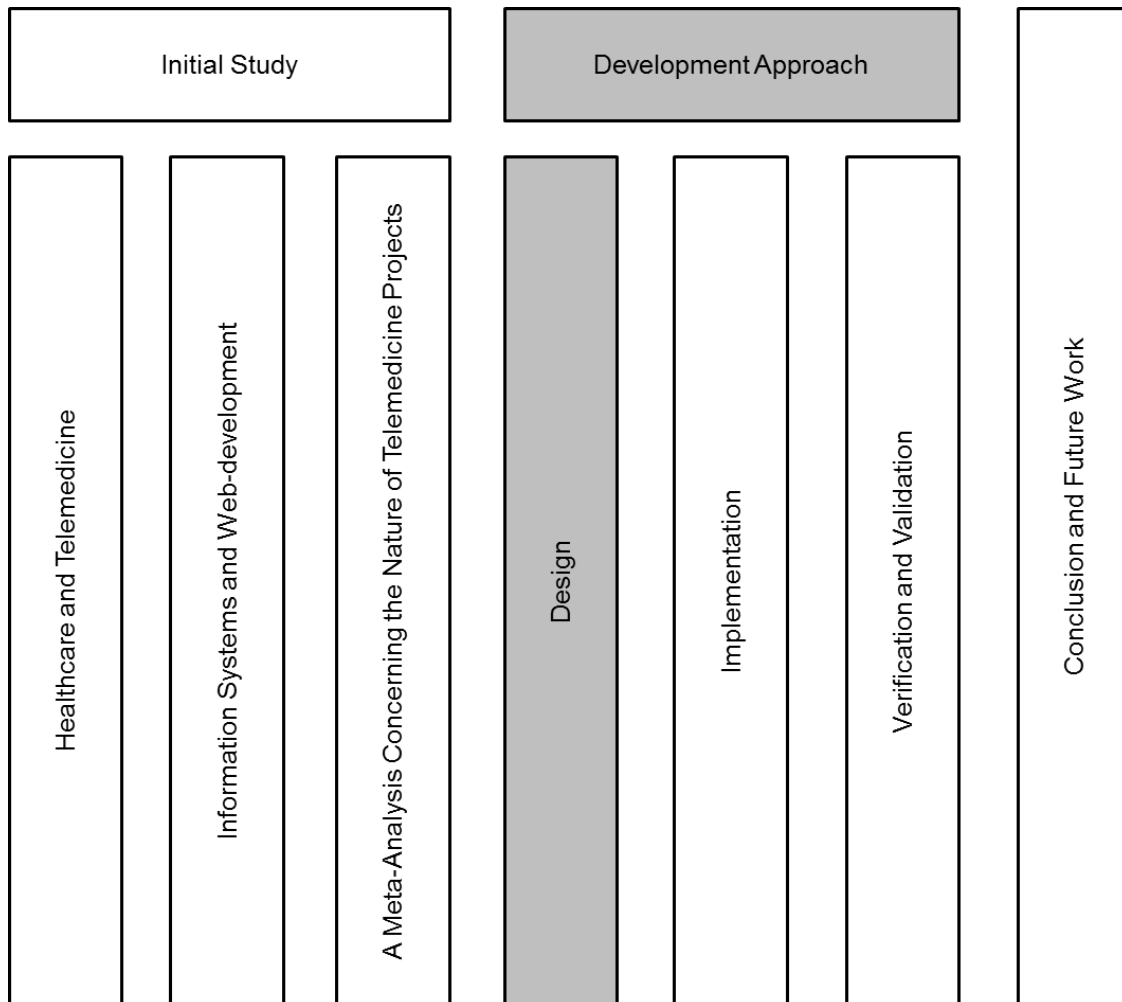 Initial Study
Development Approach
Healthcare and Telemedicine
Information Systems and Web-development
A Meta-Analysis Concerning the Nature of Telemedicine Projects
Design
Implementation
Verification and Validation
Conclusion and Future Work